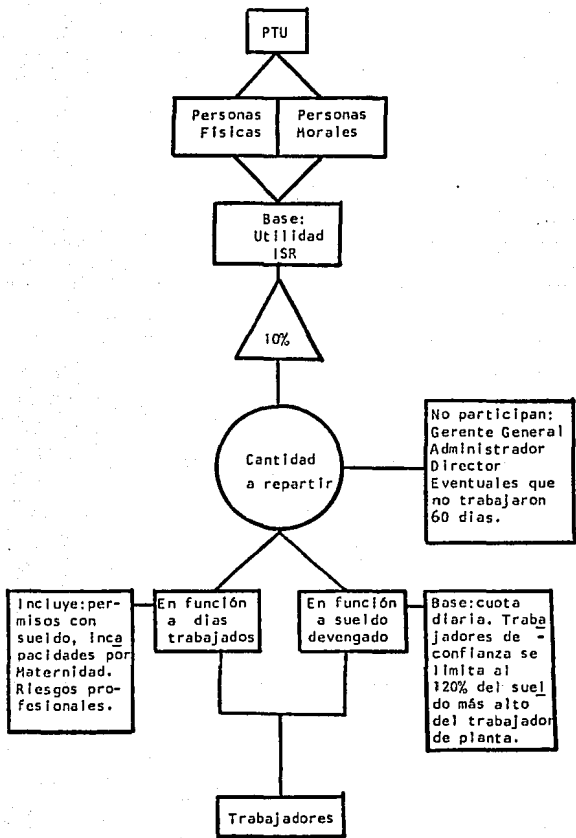 PTU
Personas
Físicas
Personas
Morales
Base:
Utilidad
ISR
10%
Cantidad
a repartir
No participan:
Gerente General
Administrador
Director
Eventuales que
no trabajaron
60 dias.
Incluye:per-
misos con
sueldo, inca
pacidades por
Maternidad.
Riesgos pro-
fesionales.
En función
a dias
trabajados
En función
a sueldo
devengado
Base:cuota
diaria. Traba
jadores de -
confianza se
limita al
120% del suel
do más alto
del trabajador
de planta.
Trabajadores